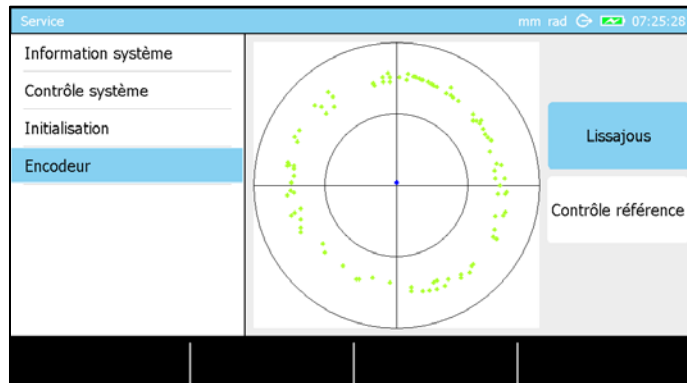 Service mm rad 07:25:28
Information système
Contrôle système
Initialisation
Encodeur
Lissajous
Contrôle référence